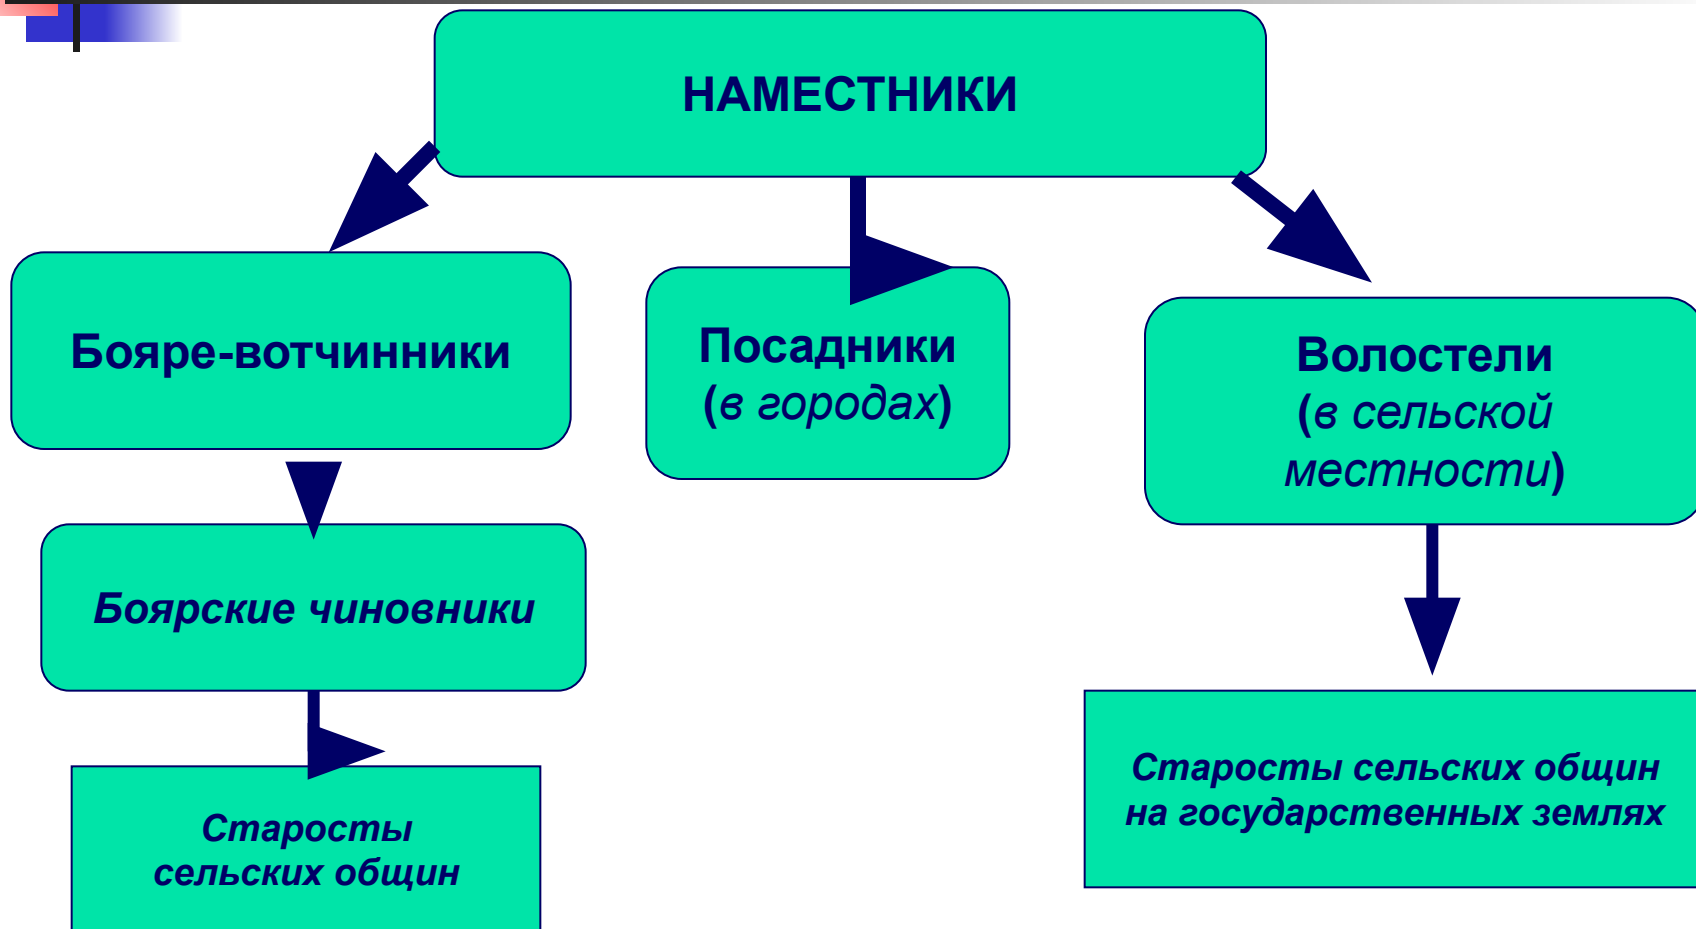 НАМЕСТНИКИ
Бояре-вотчинники
Посадники
(в городах)
Волостели
(в сельской
местности)
Боярские чиновники
Старосты сельских общин
на государственных землях
Старосты
сельских общин